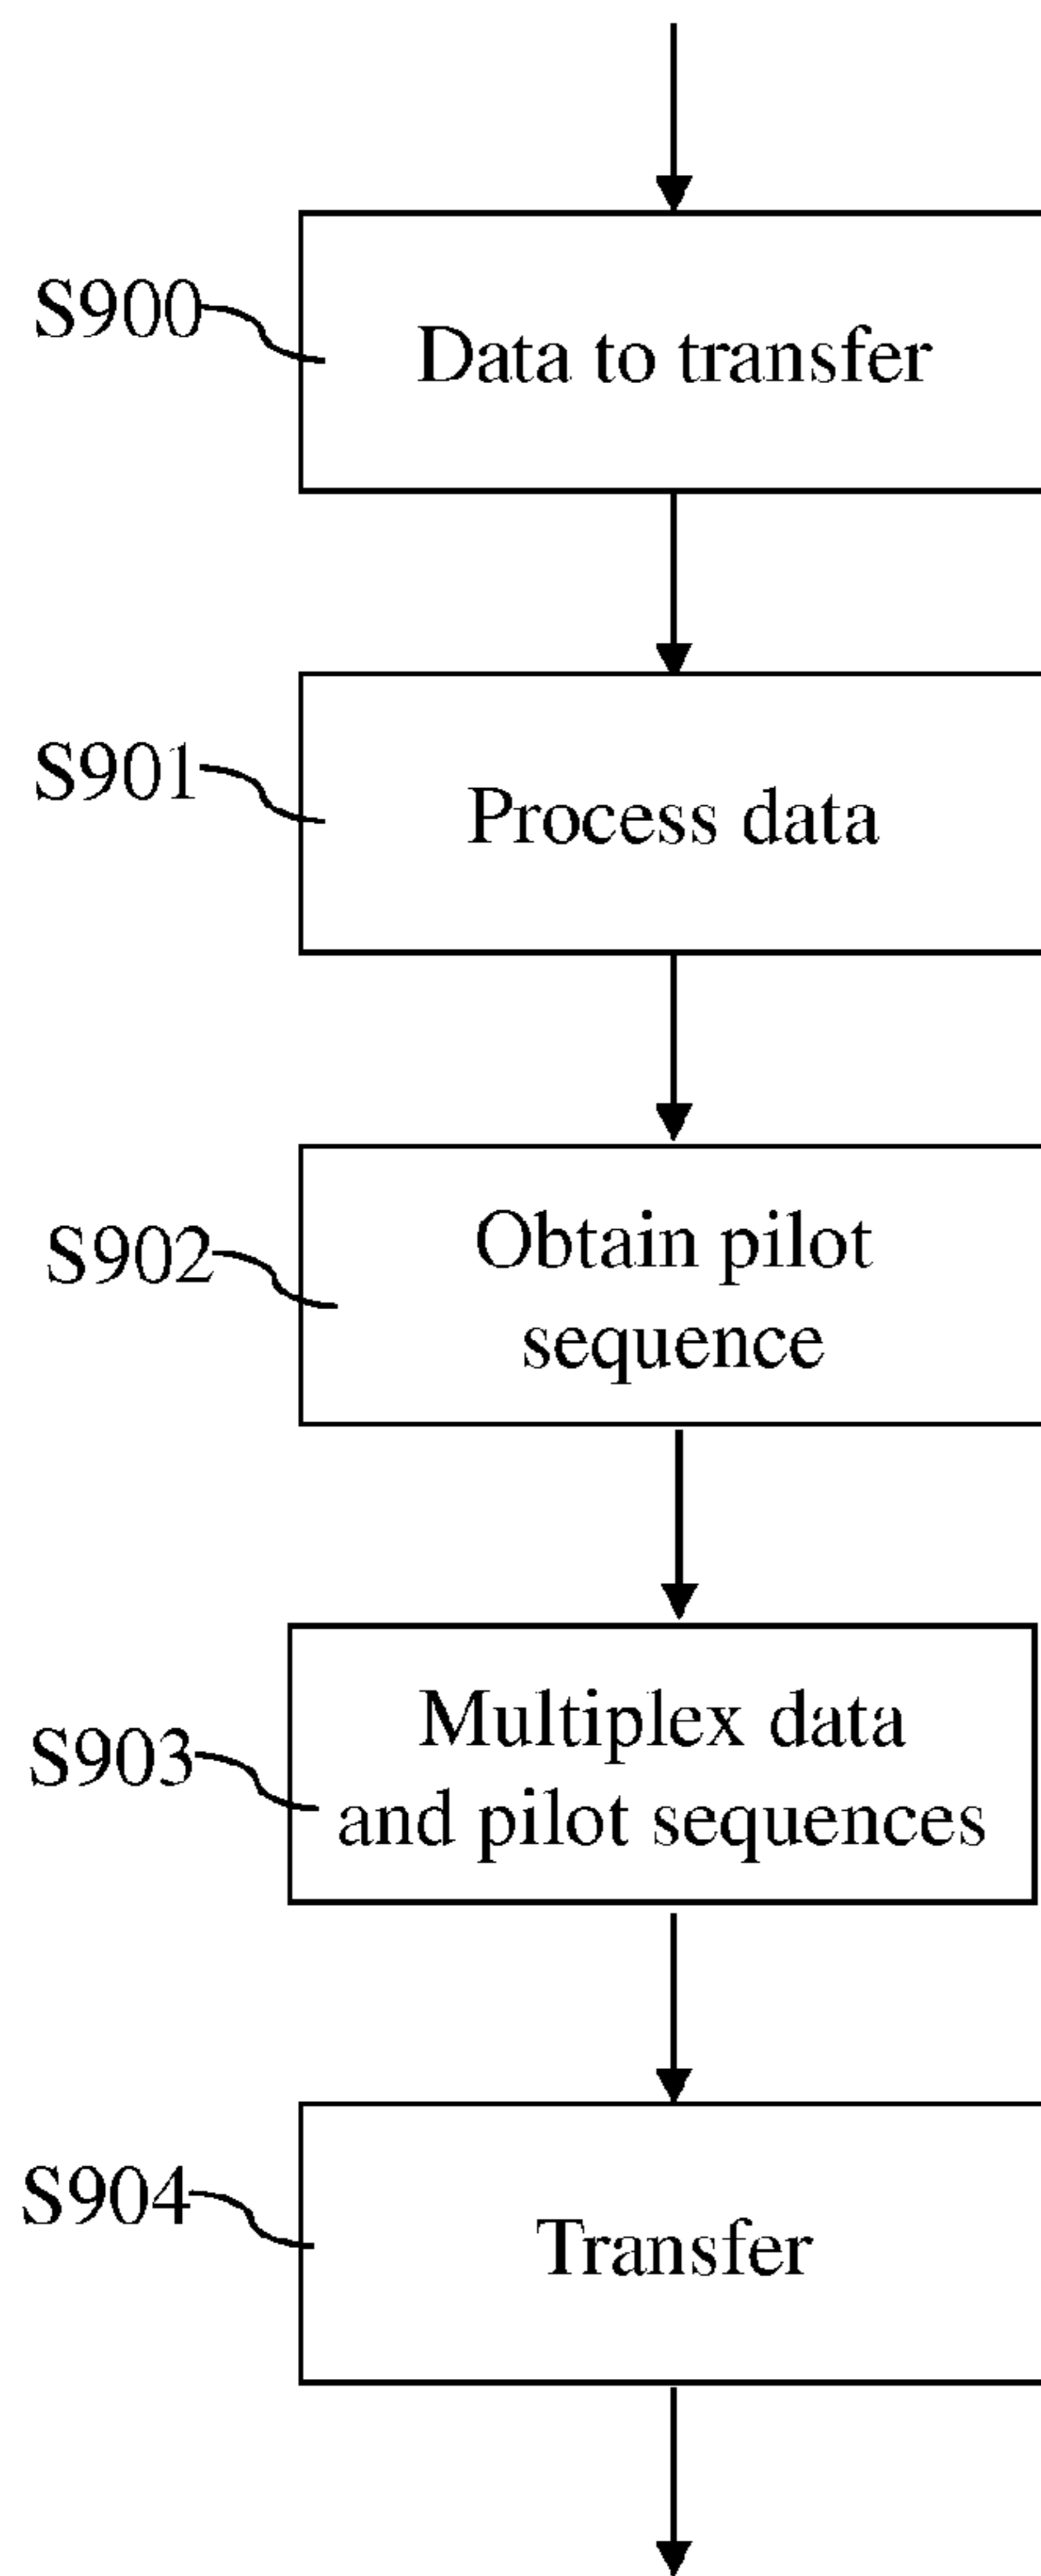 S900
Data to transfer
S901
Process data
S902
Obtain pilot
sequence
S903
Multiplex data
and pilot sequences
S904
Transfer